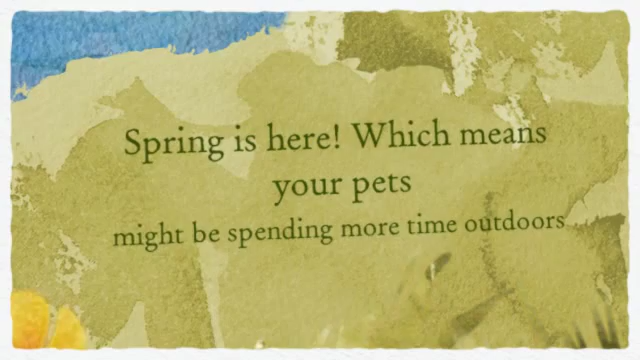 Spring is here! Which means
your pets
might be spending more time outdoors